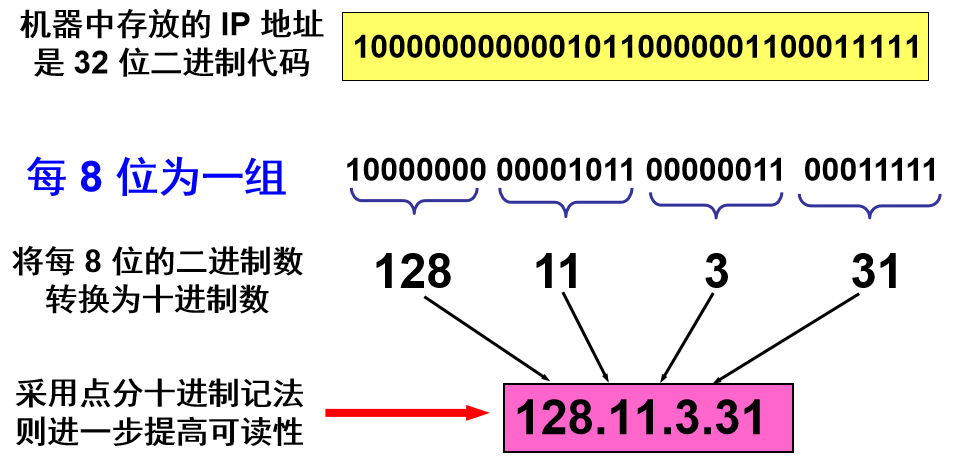 机器中存放的 IP 地址
是 32 位二进制代码
10000000000010110000001100011111
每 8 位为一组
10000000 00001011 00000011 00011111
将每 8 位的二进制数
转换为十进制数
128 11 3 31
采用点分十进制记法
则进一步提高可读性
128.11.3.31